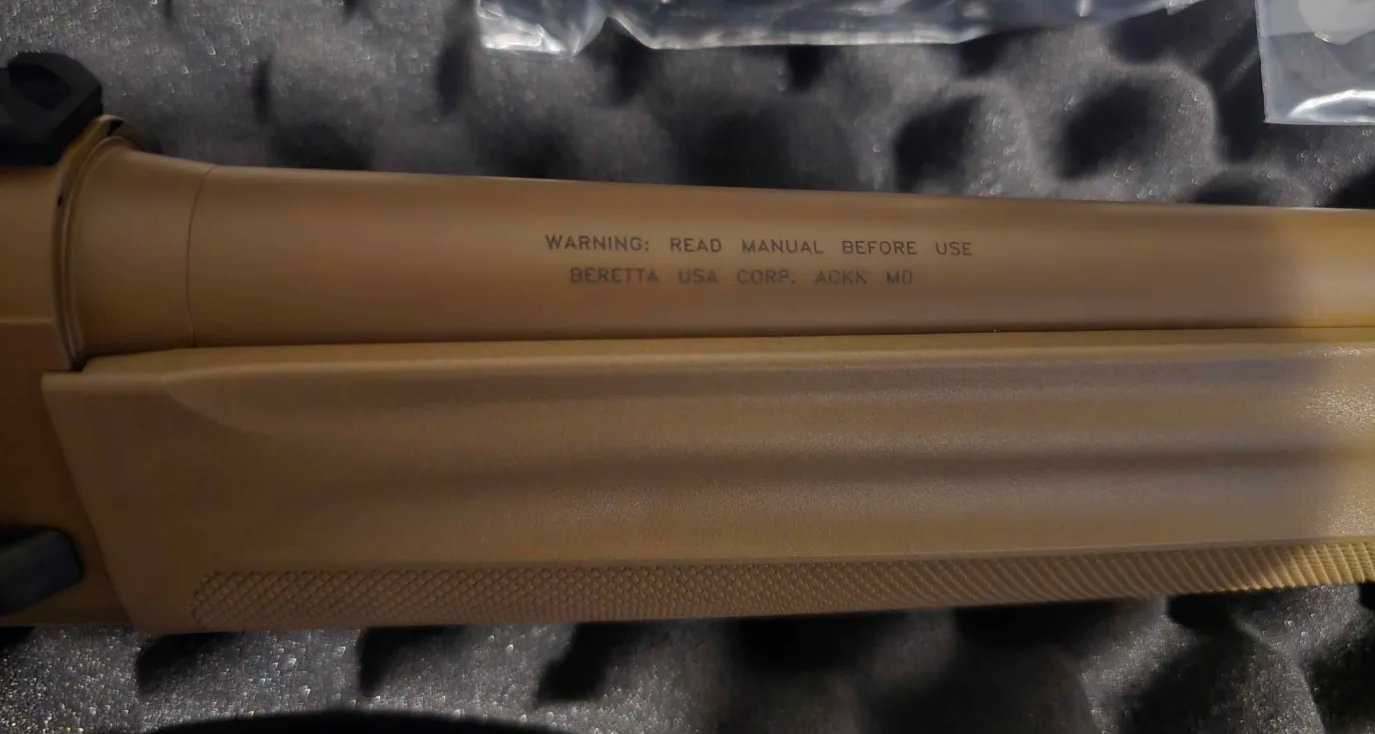 WARNING: READ MANUAL BEFORE USE
BERETTA USA CORP. ACKK MD